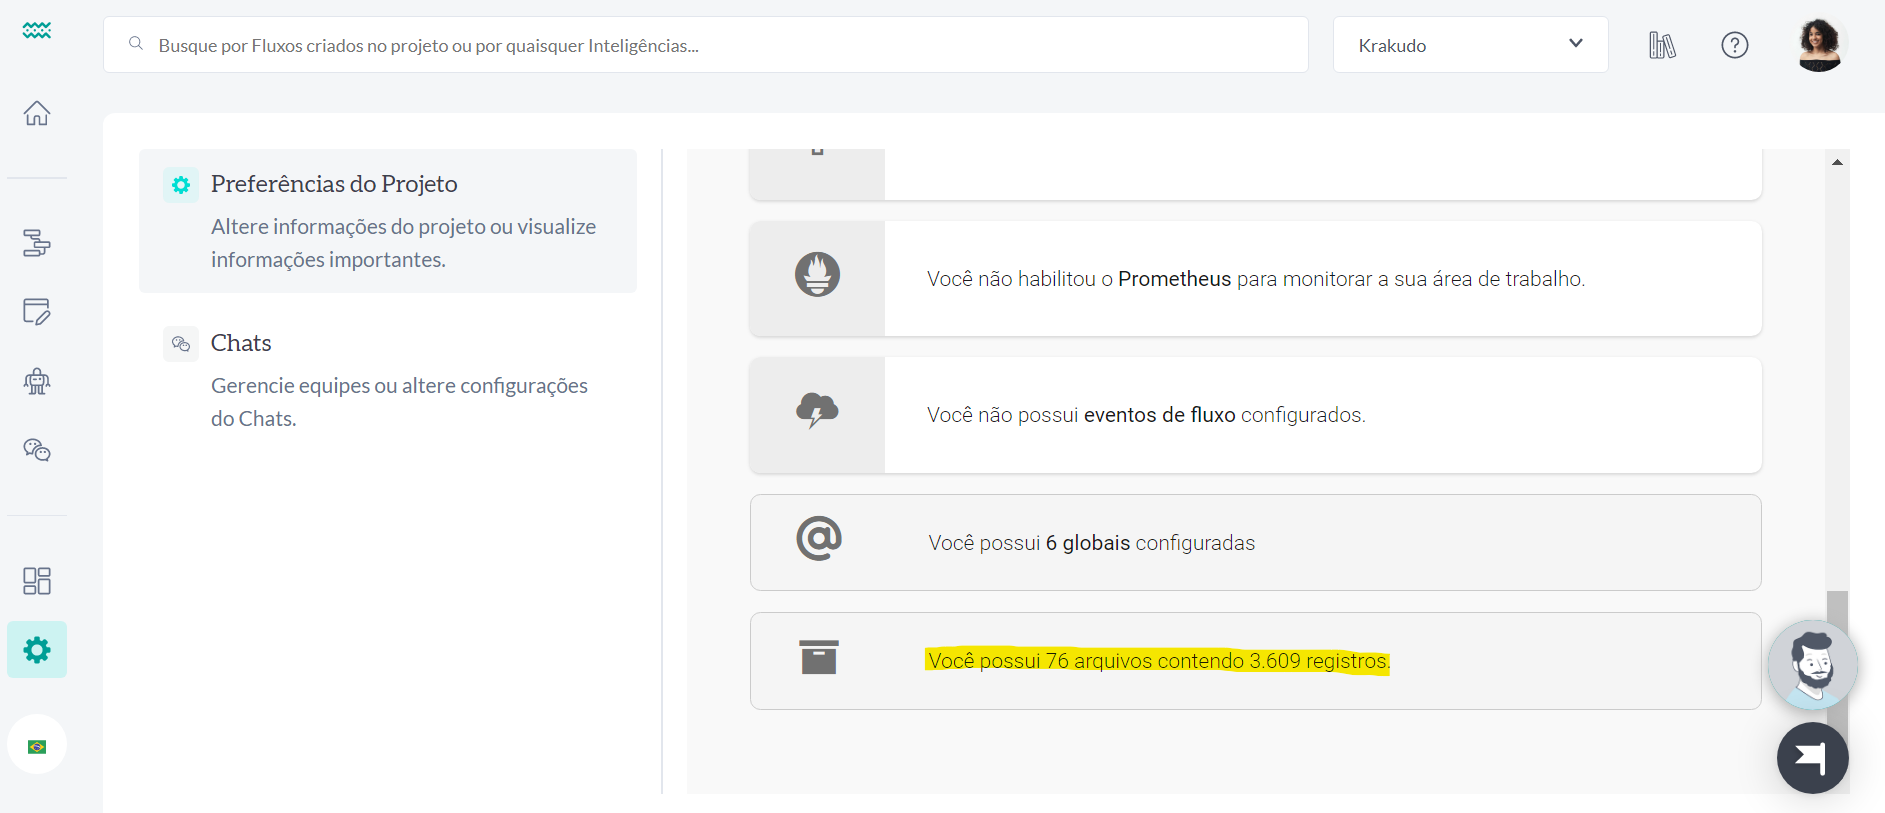 Busque por Fluxos criados no projeto ou por quaisquer Inteligências...
Krakudo
Preferências do Projeto
Altere informações do projeto ou visualize
informações importantes.
Chats
Gerencie equipes ou altere configurações
do Chats.
Você não habilitou o Prometheus para monitorar a sua área de trabalho.
Você não possui eventos de fluxo configurados.
Você possui 6 globais configuradas
Você possui 76 arquivos contendo 3.609 registros.